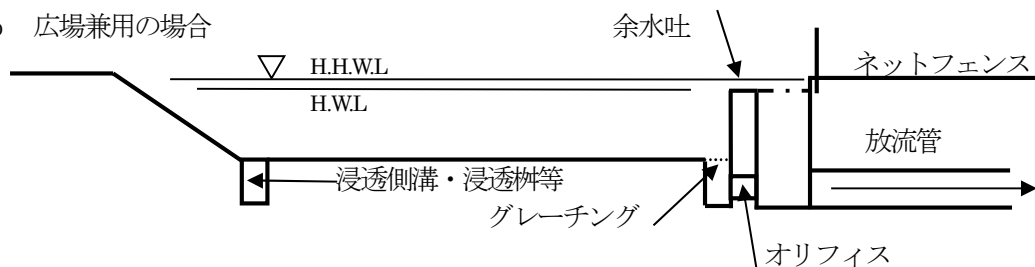 広場兼用の場合
余水吐
H.H.W.L
ネットフェンス
H.W.L
放流管
浸透側溝・浸透桝等
グレーチング
オリフィス